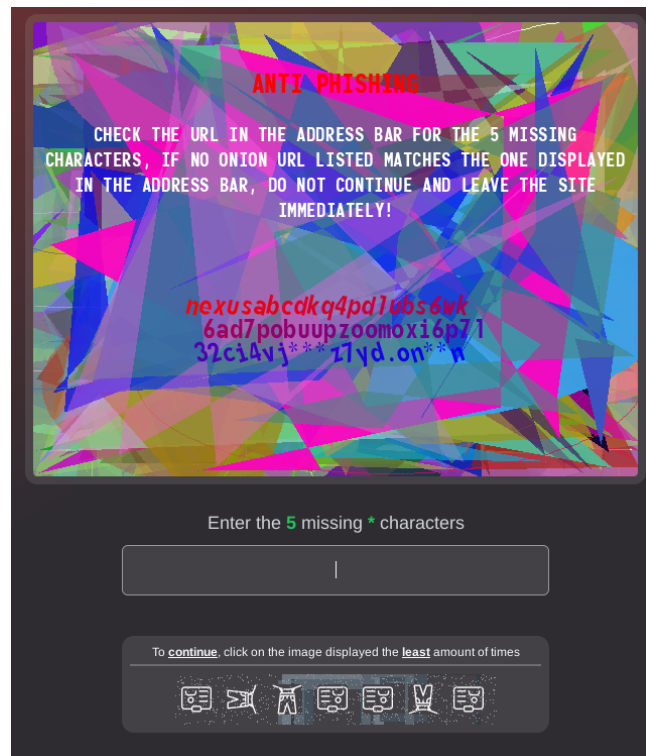 ANTI PHISHING
CHECK THE URL IN THE ADDRESS BAR FOR THE 5 MISSING
CHARACTERS, IF NO ONION URL LISTED MATCHES THE ONE DISPLAYED
IN THE ADDRESS BAR, DO NOT CONTINUE AND LEAVE THE SITE
IMMEDIATELY!
nexusabcdkq4pdlubs6wk
6ad7pobuupzoomoxi6p7l
32ci4vj***z7yd.on**n
Enter the 5 missing * characters
To continue, click on the image displayed the least amount of times